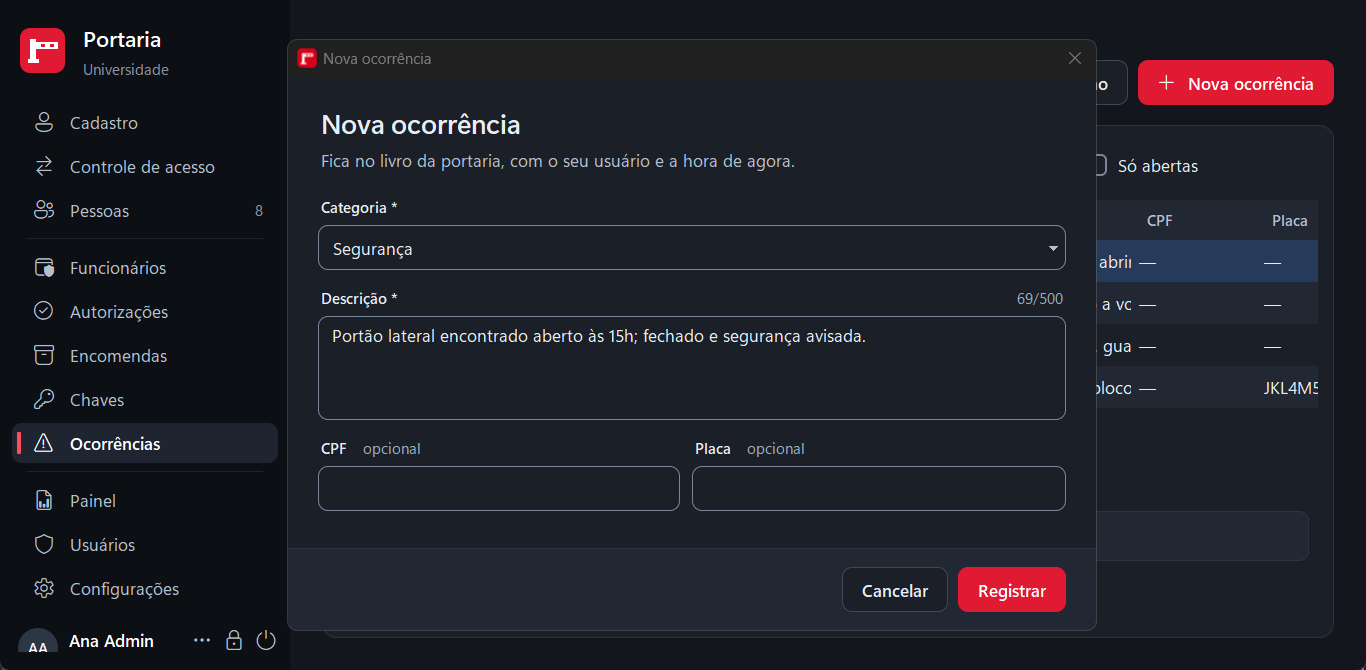 Portaria
Universidade
Cadastro
Controle de acesso
Pessoas 8
Funcionários
Autorizações
Encomendas
Chaves
Ocorrências
Painel
Usuários
Configurações
AA Ana Admin
Nova ocorrência
Nova ocorrência
Fica no livro da portaria, com o seu usuário e a hora de agora.
Categoria *
Segurança
Descrição * 69/500
Portão lateral encontrado aberto às 15h; fechado e segurança avisada.
CPF opcional Placa opcional
Cancelar Registrar
Nova ocorrência
Só abertas
CPF Placa
— —
a — —
— —
— JKL4M5